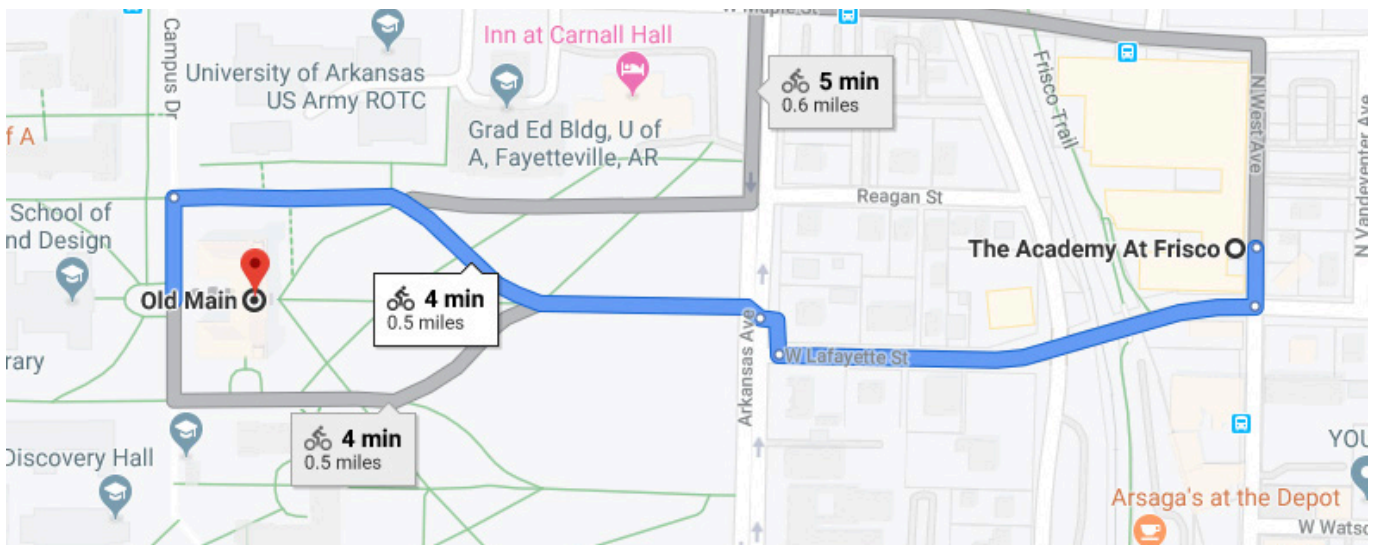 W Maple St
Campus Dr
Inn at Carnall Hall
University of Arkansas
US Army ROTC
Grad Ed Bldg, U of
A, Fayetteville, AR
5 min
0.6 miles
Frisco Trail
N West Ave
N Vandeventer Ave
f A
School of
nd Design
Reagan St
The Academy At Frisco
Old Main
4 min
0.5 miles
rary
Arkansas Ave
W Lafayette St
4 min
0.5 miles
Discovery Hall
YOU
Arsaga's at the Depot
W Watso